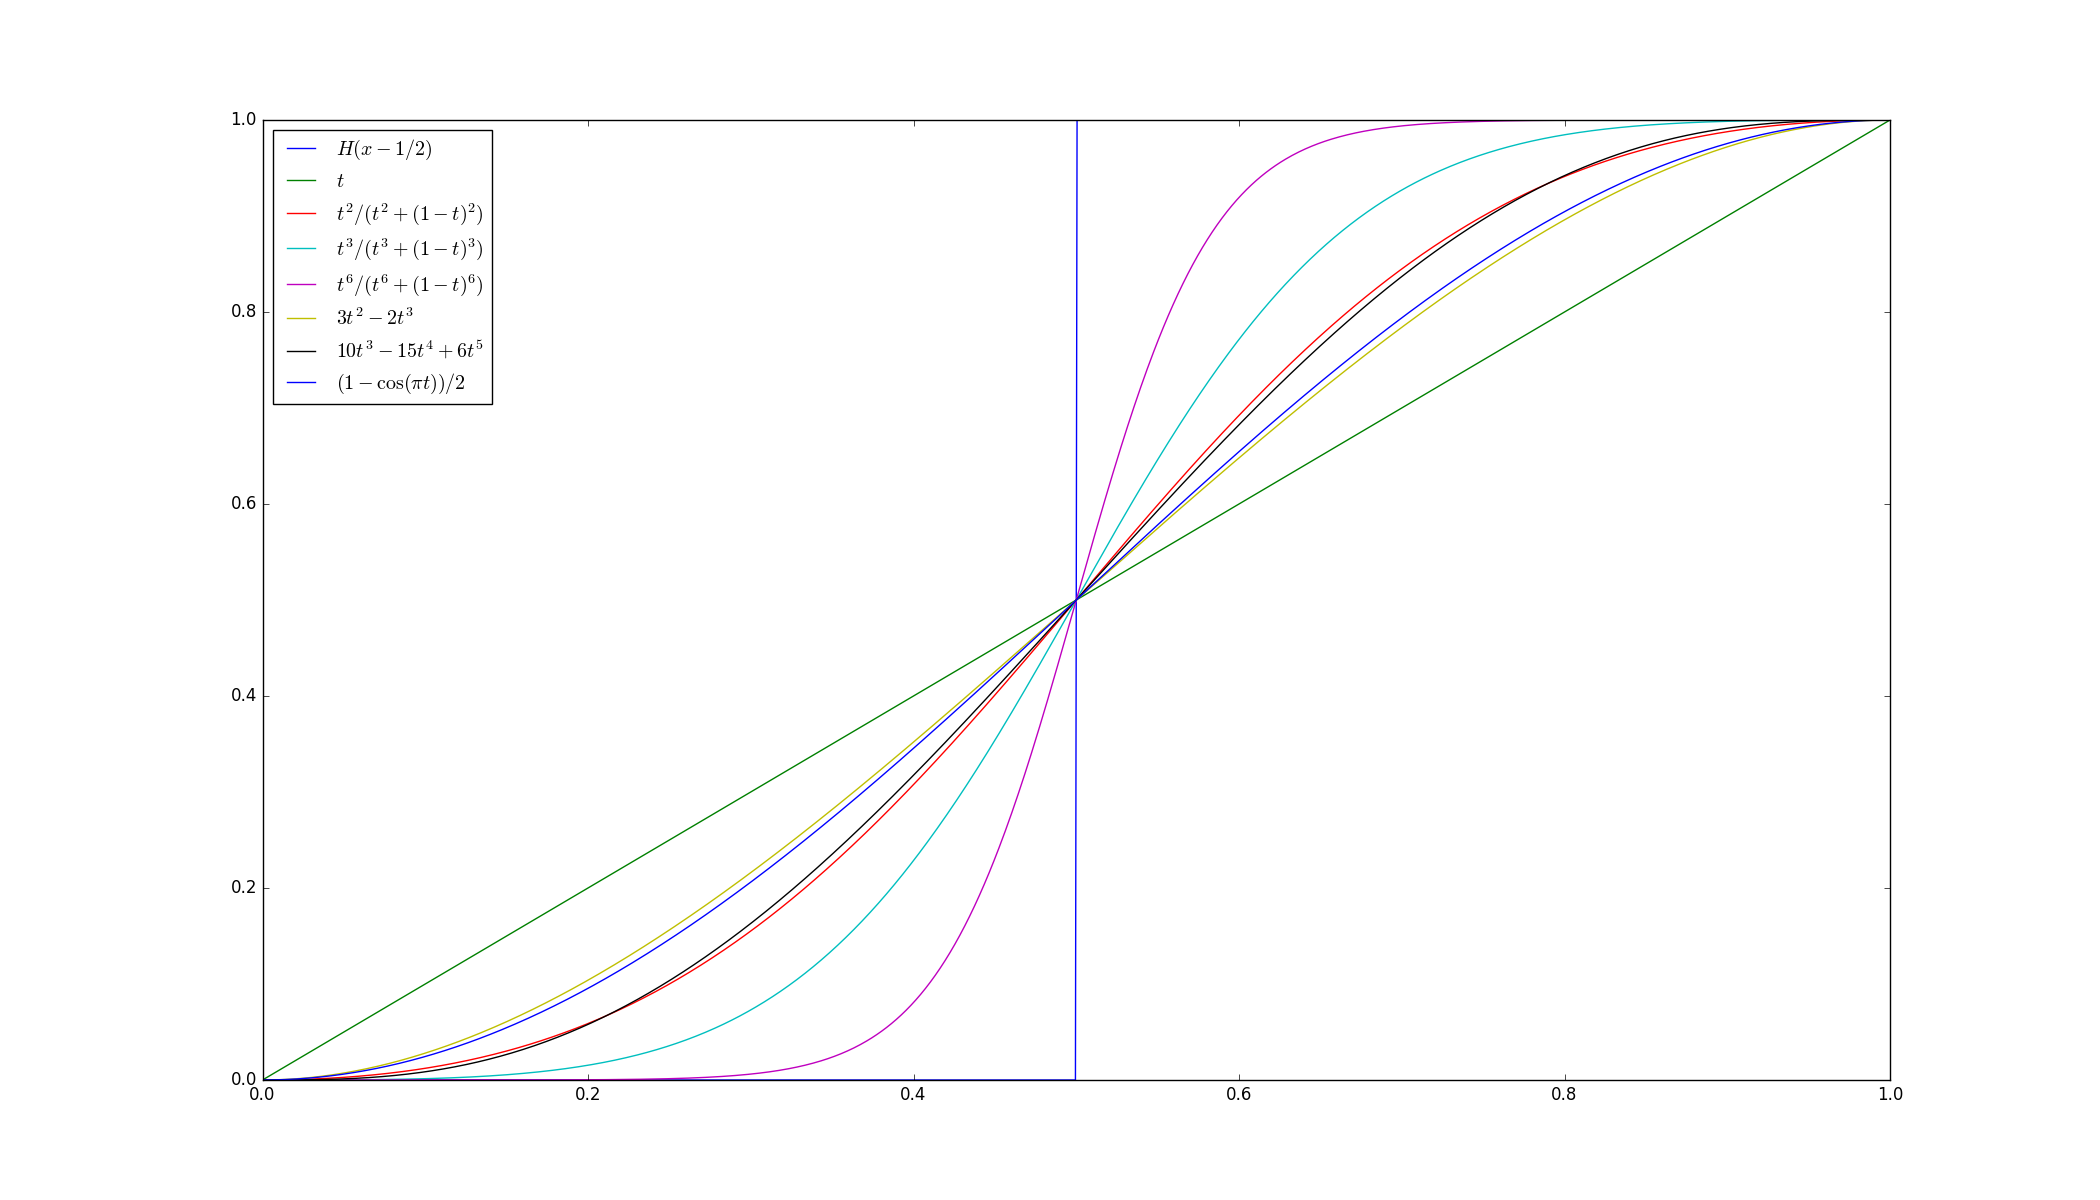 1.0
H(x − 1/2)
t
t²/(t² + (1 − t)²)
t³/(t³ + (1 − t)³)
t⁶/(t⁶ + (1 − t)⁶)
3t² − 2t³
10t³ − 15t⁴ + 6t⁵
(1 − cos(πt))/2
0.8
0.6
0.4
0.2
0.0
0.0 0.2 0.4 0.6 0.8 1.0